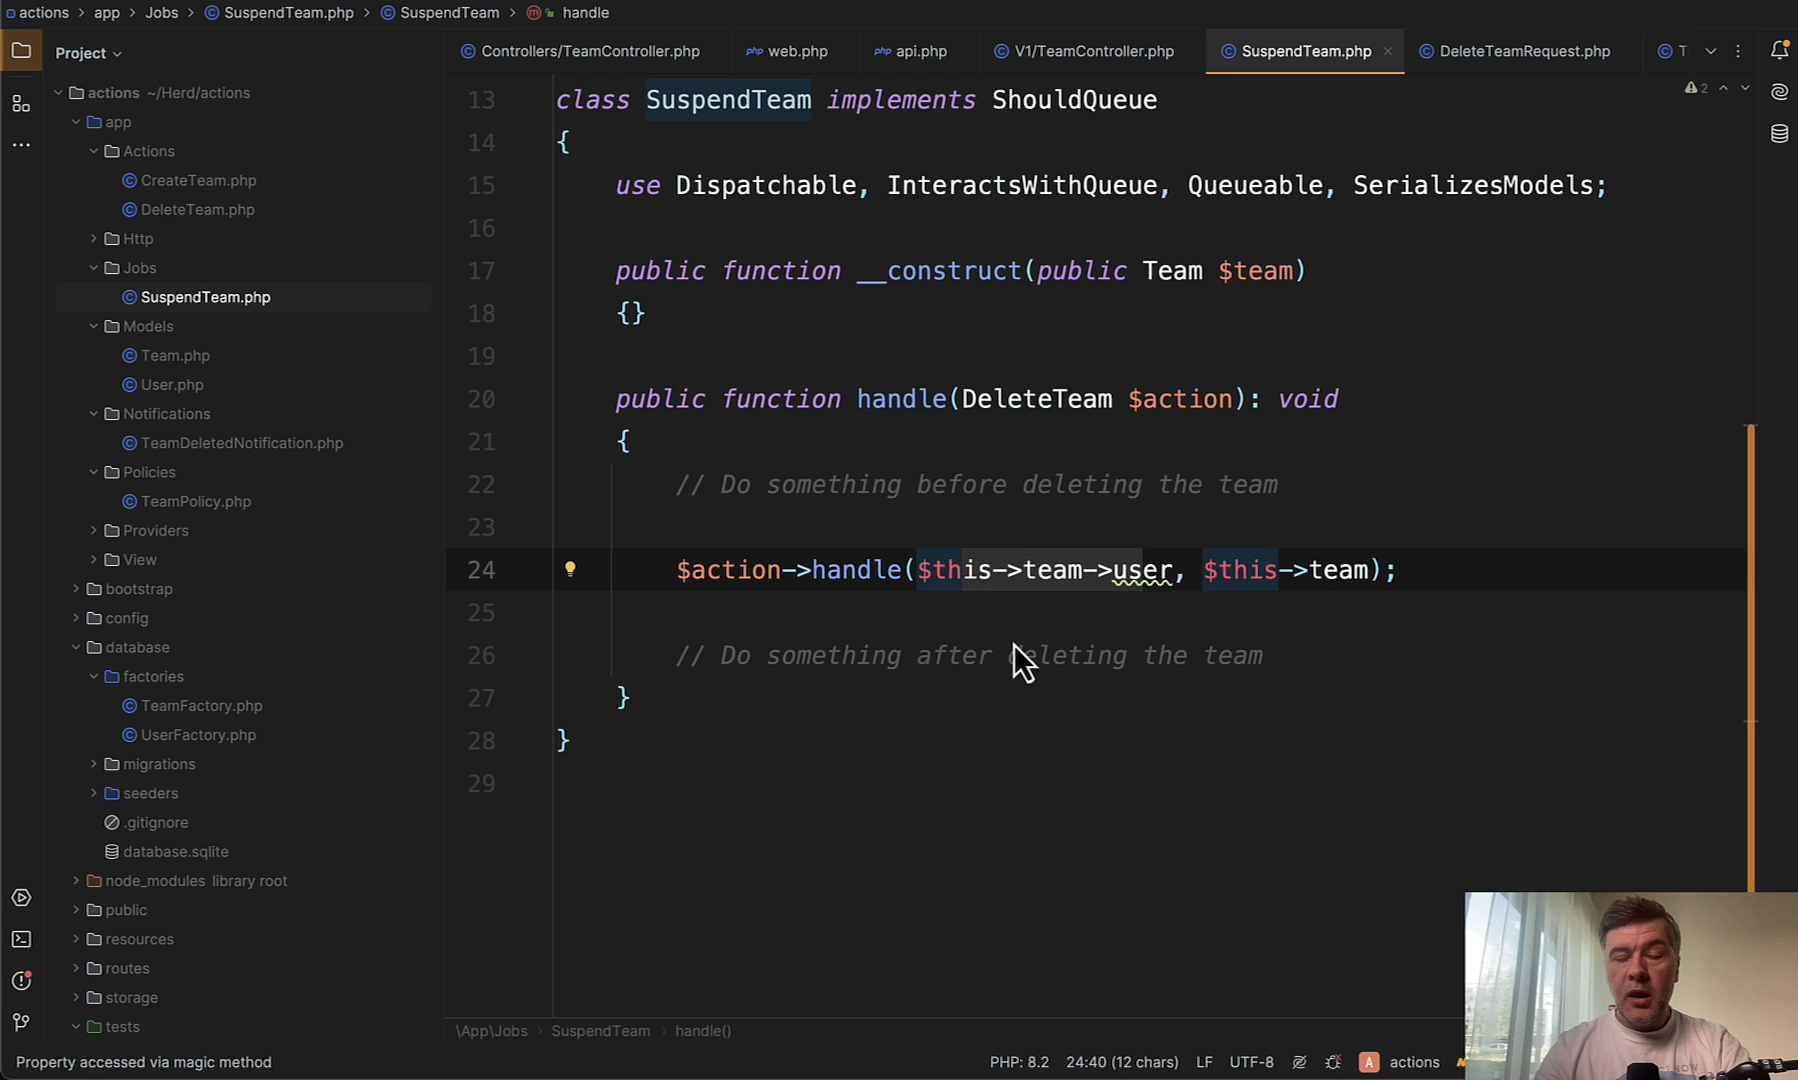 actions > app > Jobs > SuspendTeam.php > SuspendTeam > handle
Project
Controllers/TeamController.php
php web.php
php api.php
V1/TeamController.php
SuspendTeam.php
DeleteTeamRequest.php
T
actions ~/Herd/actions
app
Actions
CreateTeam.php
DeleteTeam.php
Http
Jobs
SuspendTeam.php
Models
Team.php
User.php
Notifications
TeamDeletedNotification.php
Policies
TeamPolicy.php
Providers
View
bootstrap
config
database
factories
TeamFactory.php
UserFactory.php
migrations
seeders
.gitignore
database.sqlite
node_modules library root
public
resources
routes
storage
tests
2
13 class SuspendTeam implements ShouldQueue
14 {
15 use Dispatchable, InteractsWithQueue, Queueable, SerializesModels;
16
17 public function __construct(public Team $team)
18 {}
19
20 public function handle(DeleteTeam $action): void
21 {
22 // Do something before deleting the team
23
24 $action->handle($this->team->user, $this->team);
25
26 // Do something after deleting the team
27 }
28 }
29
\App\Jobs SuspendTeam handle()
Property accessed via magic method
PHP: 8.2 24:40 (12 chars) LF UTF-8 A actions